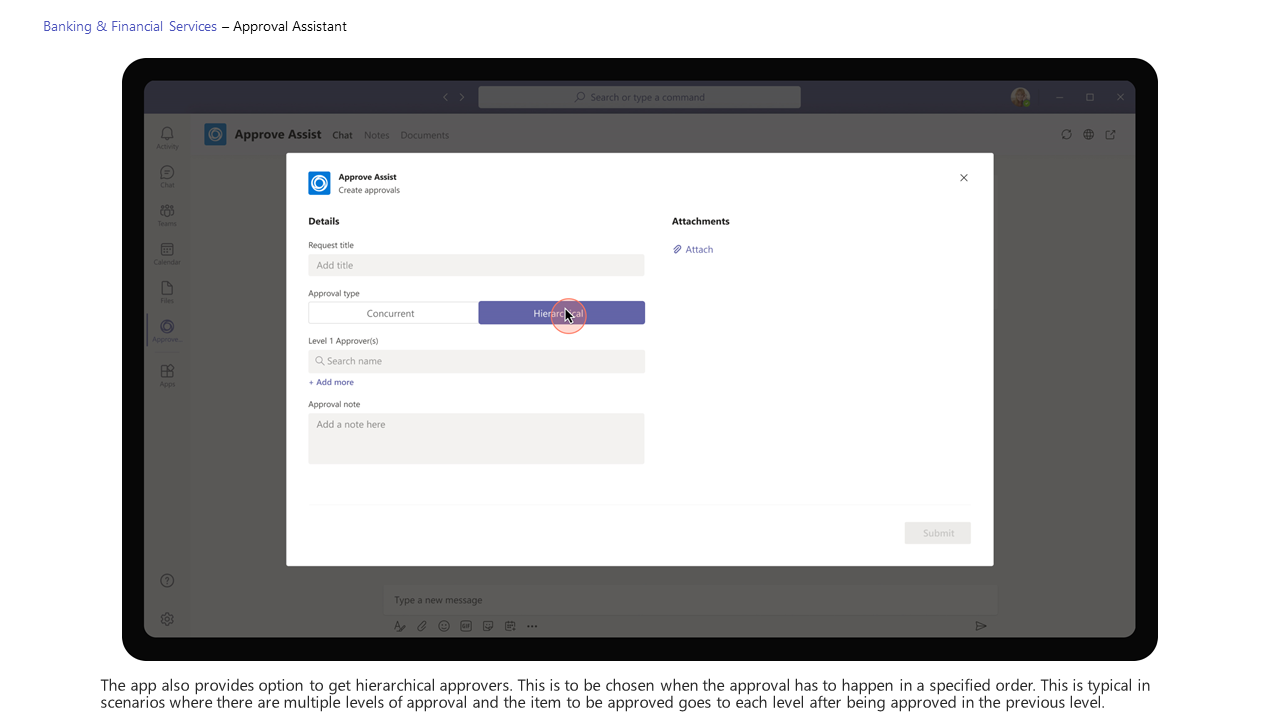 Banking & Financial Services – Approval Assistant
Search or type a command
Activity
Approve Assist Chat Notes Documents
Chat
Teams
Calendar
Files
Approve...
Apps
Approve Assist
Create approvals
Details
Attachments
Request title
Attach
Add title
Approval type
Concurrent
Hierarchical
Level 1 Approver(s)
Search name
+ Add more
Approval note
Add a note here
Submit
Type a new message
GIF
The app also provides option to get hierarchical approvers. This is to be chosen when the approval has to happen in a specified order. This is typical in
scenarios where there are multiple levels of approval and the item to be approved goes to each level after being approved in the previous level.